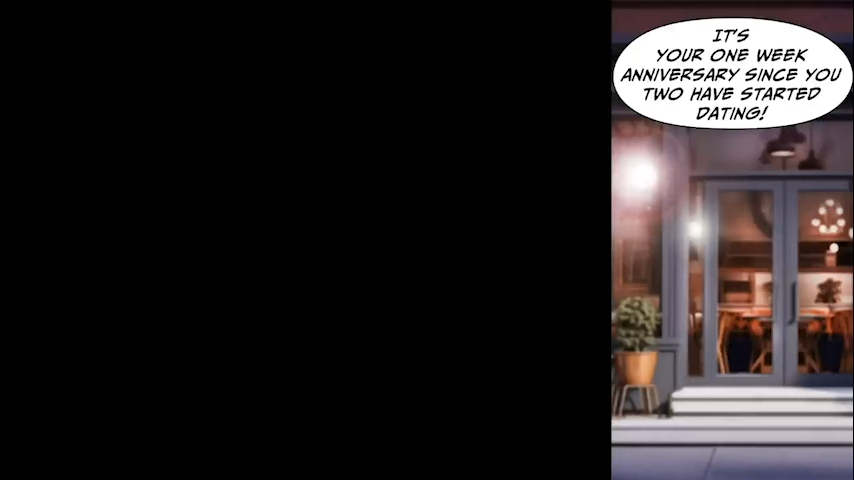 IT'S
YOUR ONE WEEK
ANNIVERSARY SINCE YOU
TWO HAVE STARTED
DATING!